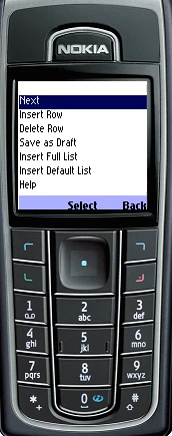 NOKIA
Next
Insert Row
Delete Row
Save as Draft
Insert Full List
Insert Default List
Help
Select Back
1 2 abc 3 def
4 ghi 5 jkl 6 mno
7 pqrs 8 tuv 9 wxyz
* + 0 #